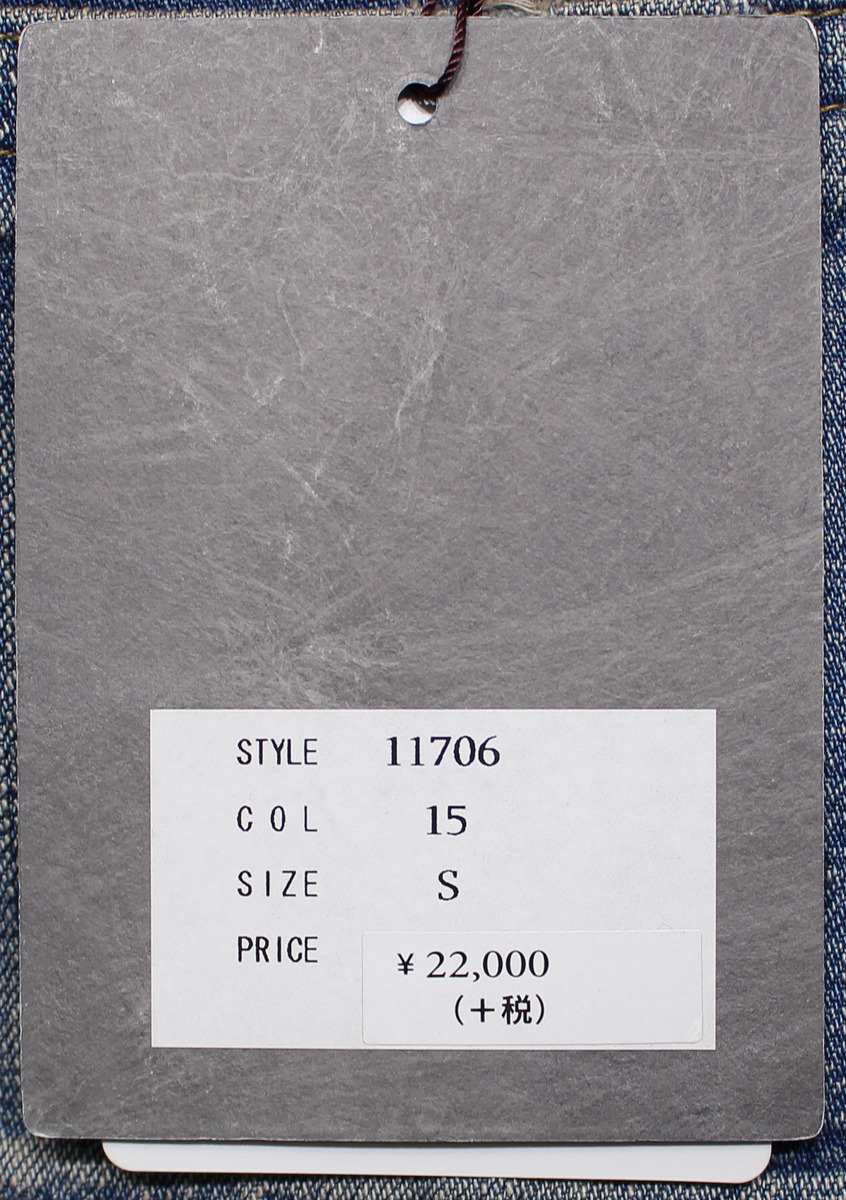 STYLE 11706
COL 15
SIZE S
PRICE ¥22,000
(+税)